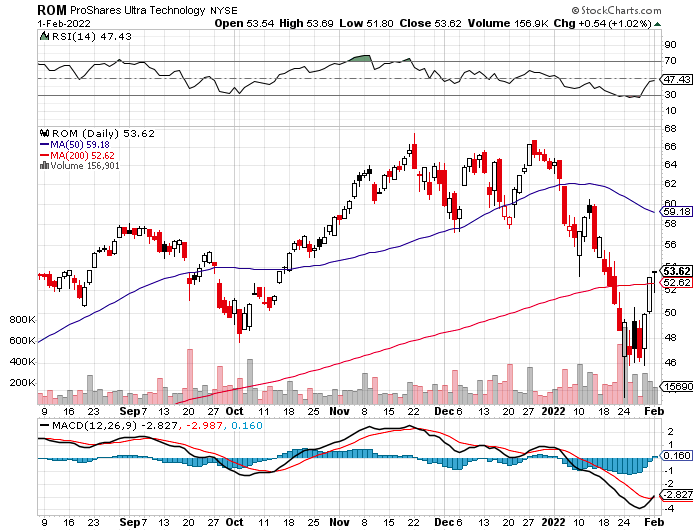 ROM ProShares Ultra Technology NYSE © StockCharts.com
1-Feb-2022 Open 53.54 High 53.69 Low 51.80 Close 53.62 Volume 156.9K Chg +0.54 (+1.02%)
RSI(14) 47.43
90
70
47.43
30
10
ROM (Daily) 53.62
MA(50) 59.18
MA(200) 52.62
Volume 156,901
68
66
64
62
60
59.18
58
56
54
53.62
52.62
52
50
48
46
44
800K
600K
400K
200K
15690
9 16 23 Sep 7 13 20 27 Oct 11 18 25 Nov 8 15 22 Dec 6 13 20 27 2022 10 18 24 Feb
MACD(12,26,9) -2.827, -2.987, 0.160
2
1
0.160
-2
-2.827
-4
9 16 23 Sep 7 13 20 27 Oct 11 18 25 Nov 8 15 22 Dec 6 13 20 27 2022 10 18 24 Feb